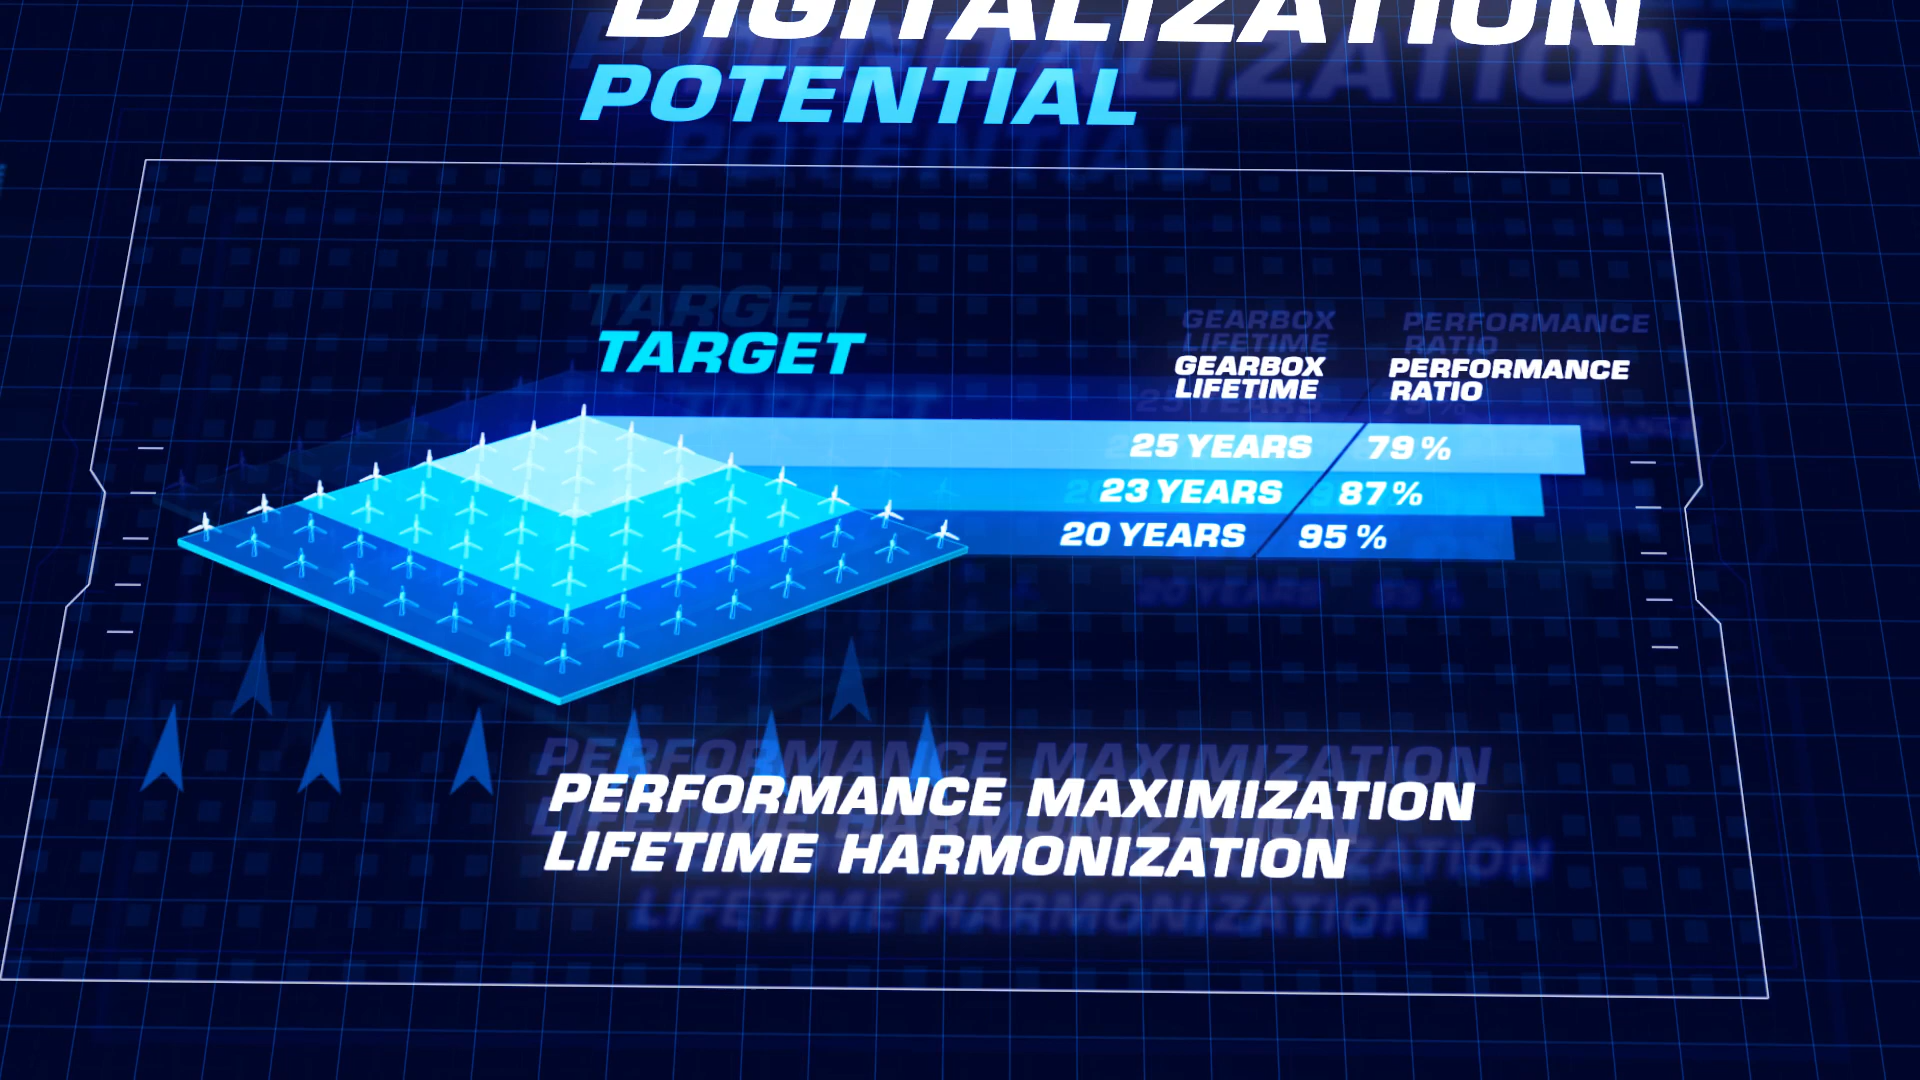 DIGITALIZATION
POTENTIAL
TARGET
GEARBOX
LIFETIME
PERFORMANCE
RATIO
25 YEARS 79 %
23 YEARS 87 %
20 YEARS 95 %
PERFORMANCE MAXIMIZATION
LIFETIME HARMONIZATION